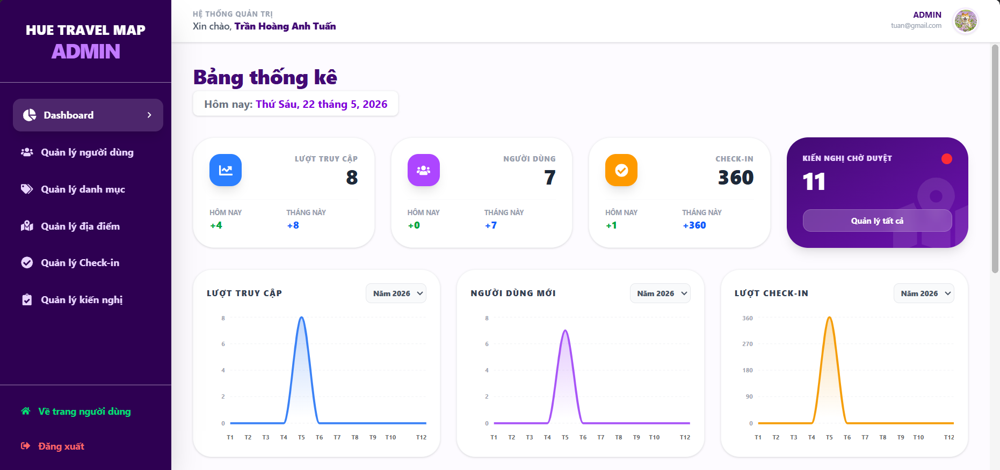 HUE TRAVEL MAP
ADMIN
Dashboard
Quản lý người dùng
Quản lý danh mục
Quản lý địa điểm
Quản lý Check-in
Quản lý kiến nghị
Về trang người dùng
Đăng xuất
HỆ THỐNG QUẢN TRỊ
Xin chào, Trần Hoàng Anh Tuấn
ADMIN
tuan@gmail.com
Bảng thống kê
Hôm nay: Thứ Sáu, 22 tháng 5, 2026
LƯỢT TRUY CẬP
8
HÔM NAY THÁNG NÀY
+4 +8
NGƯỜI DÙNG
7
HÔM NAY THÁNG NÀY
+0 +7
CHECK-IN
360
HÔM NAY THÁNG NÀY
+1 +360
KIẾN NGHỊ CHỜ DUYỆT
11
Quản lý tất cả
LƯỢT TRUY CẬP Năm 2026
8
6
4
2
0
T1 T2 T3 T4 T5 T6 T7 T8 T9 T10 T12
NGƯỜI DÙNG MỚI Năm 2026
8
6
4
2
0
T1 T2 T3 T4 T5 T6 T7 T8 T9 T10 T12
LƯỢT CHECK-IN Năm 2026
360
270
180
90
0
T1 T2 T3 T4 T5 T6 T7 T8 T9 T10 T12